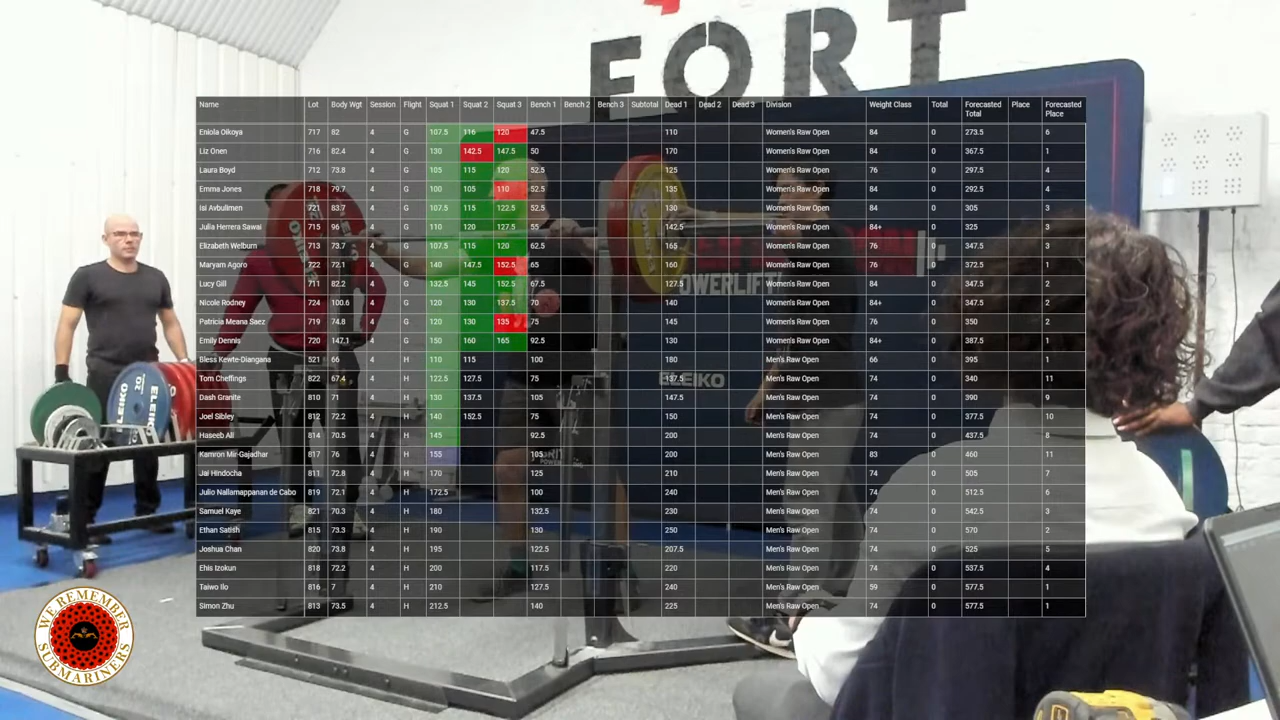 FORT
Name Lot Body Wgt Session Flight Squat 1 Squat 2 Squat 3 Bench 1 Bench 2 Bench 3 Subtotal Dead 1 Dead 2 Dead 3 Division Weight Class Total Forecasted Total Place Forecasted Place
Eniola Oikoya 717 82 4 G 107.5 116 120 47.5 110 Women's Raw Open 84 0 273.5 6
Liz Onen 716 82.4 4 G 130 142.5 147.5 50 170 Women's Raw Open 84 0 367.5 1
Laura Boyd 712 73.8 4 G 105 115 120 52.5 125 Women's Raw Open 76 0 297.5 4
Emma Jones 718 79.7 4 G 100 105 110 52.5 135 Women's Raw Open 84 0 292.5 4
Isi Avbulimen 721 83.7 4 G 107.5 115 122.5 52.5 130 Women's Raw Open 84 0 305 3
Julia Herrera Sawai 715 96 4 G 110 120 127.5 55 142.5 Women's Raw Open 84+ 0 325 3
Elizabeth Welburn 713 73.7 4 G 107.5 115 120 62.5 165 Women's Raw Open 76 0 347.5 3
Maryam Agoro 722 72.1 4 G 140 147.5 152.5 65 160 Women's Raw Open 76 0 372.5 1
Lucy Gill 711 82.2 4 G 132.5 145 152.5 67.5 127.5 Women's Raw Open 84 0 347.5 2
Nicole Rodney 724 100.6 4 G 120 130 137.5 70 140 Women's Raw Open 84+ 0 347.5 2
Patricia Meana Saez 719 74.8 4 G 120 130 135 75 145 Women's Raw Open 76 0 350 2
Emily Dennis 720 147.1 4 G 150 160 165 92.5 130 Women's Raw Open 84+ 0 387.5 1
Bless Kewte-Diangana 521 66 4 H 110 115 100 180 Men's Raw Open 66 0 395 1
Tom Cheffings 822 67.4 4 H 122.5 127.5 75 137.5 Men's Raw Open 74 0 340 11
Dash Granite 810 71 4 H 130 137.5 105 147.5 Men's Raw Open 74 0 390 9
Joel Sibley 812 72.2 4 H 140 152.5 75 150 Men's Raw Open 74 0 377.5 10
Haseeb Ali 814 70.5 4 H 145 92.5 200 Men's Raw Open 74 0 437.5 8
Kamron Mir-Gajadhar 817 76 4 H 155 105 200 Men's Raw Open 83 0 460 11
Jai Hindocha 811 72.8 4 H 170 125 210 Men's Raw Open 74 0 505 7
Julio Nallamappanan de Cabo 819 72.1 4 H 172.5 100 240 Men's Raw Open 74 0 512.5 6
Samuel Kaye 821 70.3 4 H 180 132.5 230 Men's Raw Open 74 0 542.5 3
Ethan Satish 815 73.3 4 H 190 130 250 Men's Raw Open 74 0 570 2
Joshua Chan 820 73.8 4 H 195 122.5 207.5 Men's Raw Open 74 0 525 5
Ehis Izokun 818 72.2 4 H 200 117.5 220 Men's Raw Open 74 0 537.5 4
Taiwo Ilo 816 7 4 H 210 127.5 240 Men's Raw Open 59 0 577.5 1
Simon Zhu 813 73.5 4 H 212.5 140 225 Men's Raw Open 74 0 577.5 1
POWERLIFT
ELEIKO
ELEIKO
20
ELEIKO
WE REMEMBER
SUBMARINERS